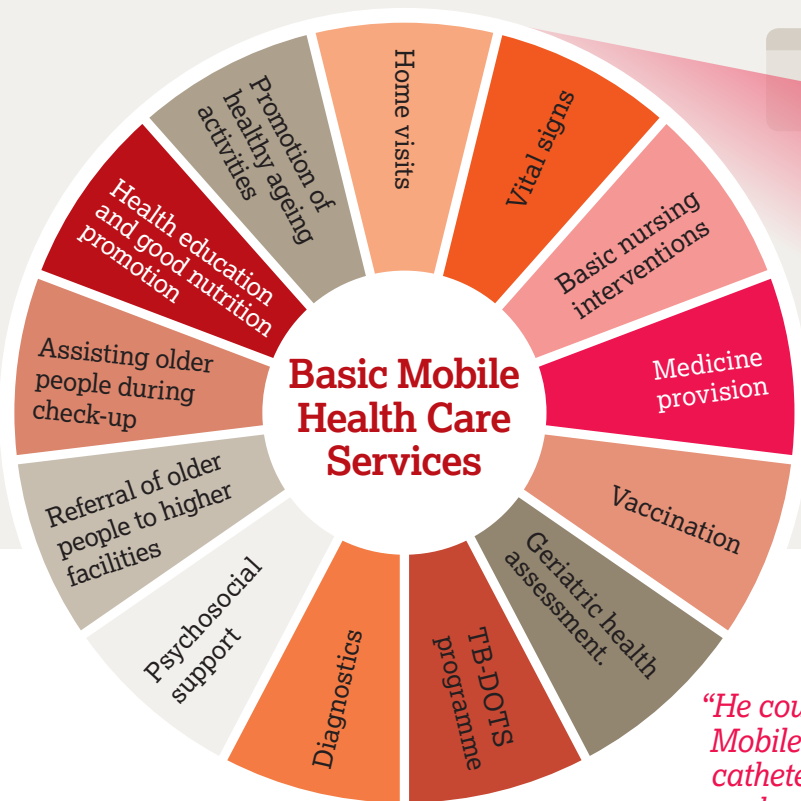 Basic Mobile
Health Care
Services
Home visits
Vital signs
Basic nursing
interventions
Medicine
provision
Vaccination
Geriatric health
assessment.
TB-DOTS
programme
Diagnostics
Psychosocial
support
Referral of older
people to higher
facilities
Assisting older
people during
check-up
Health education
and good nutrition
promotion
Promotion of
healthy ageing
activities
“He cou
Mobile
cathete